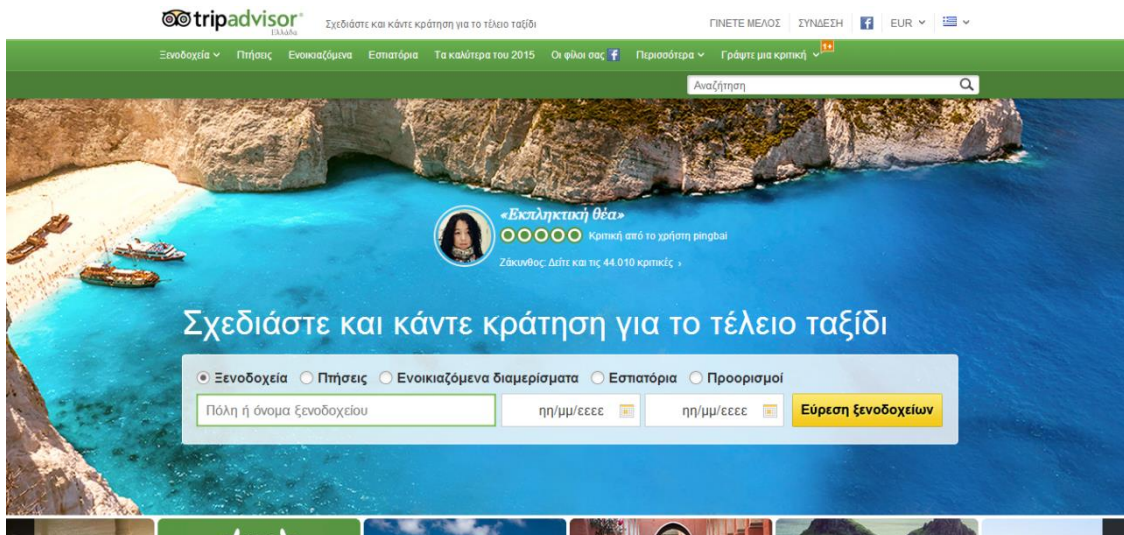 tripadvisor®
Ελλάδα
Σχεδιάστε και κάντε κράτηση για το τέλειο ταξίδι
ΓΙΝΕΤΕ ΜΕΛΟΣ ΣΥΝΔΕΣΗ f EUR
Ξενοδοχεία Πτήσεις Ενοικιαζόμενα Εστιατόρια Τα καλύτερα του 2015 Οι φίλοι σας f Περισσότερα Γράψτε μια κριτική 1+
Αναζήτηση
«Εκπληκτική θέα»
Κριτική από το χρήστη pingbai
Ζάκυνθος: Δείτε και τις 44.010 κριτικές ›
Σχεδιάστε και κάντε κράτηση για το τέλειο ταξίδι
Ξενοδοχεία Πτήσεις Ενοικιαζόμενα διαμερίσματα Εστιατόρια Προορισμοί
Πόλη ή όνομα ξενοδοχείου ηη/μμ/εεεε ηη/μμ/εεεε Εύρεση ξενοδοχείων